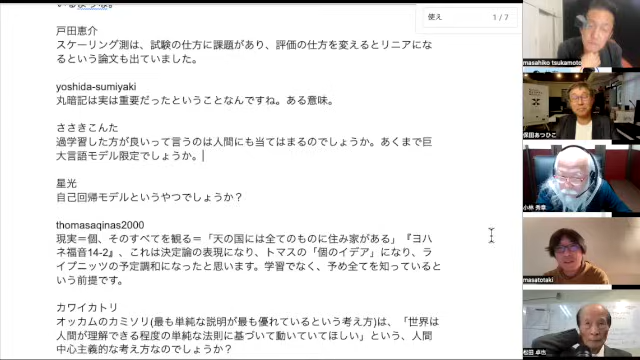 いるような。
使え
1 / 7
戸田恵介
スケーリング測は、試験の仕方に課題があり、評価の仕方を変えるとリニアにな
るという論文も出ていました。
yoshida-sumiyaki
丸暗記は実は重要だったということなんですね。ある意味。
ささきこんた
過学習した方が良いって言うのは人間にも当てはまるのでしょうか。あくまで巨
大言語モデル限定でしょうか。
星光
自己回帰モデルというやつでしょうか？
thomasaqinas2000
現実＝個、そのすべてを観る＝「天の国には全てのものに住み家がある」『ヨハ
ネ福音14-2』、これは決定論の表現になり、トマスの「個のイデア」になり、ラ
イプニッツの予定調和になったと思います。学習でなく、予め全てを知っていると
いう前提です。
カワイカトリ
オッカムのカミソリ(最も単純な説明が最も優れているという考え方)は、「世界は
人間が理解できる程度の単純な法則に基づいて動いていてほしい」という、人間
中心主義的な考え方なのでしょうか？
masahiko tsukamoto
保田あつひこ
小林 秀章
masatotaki
松田 卓也